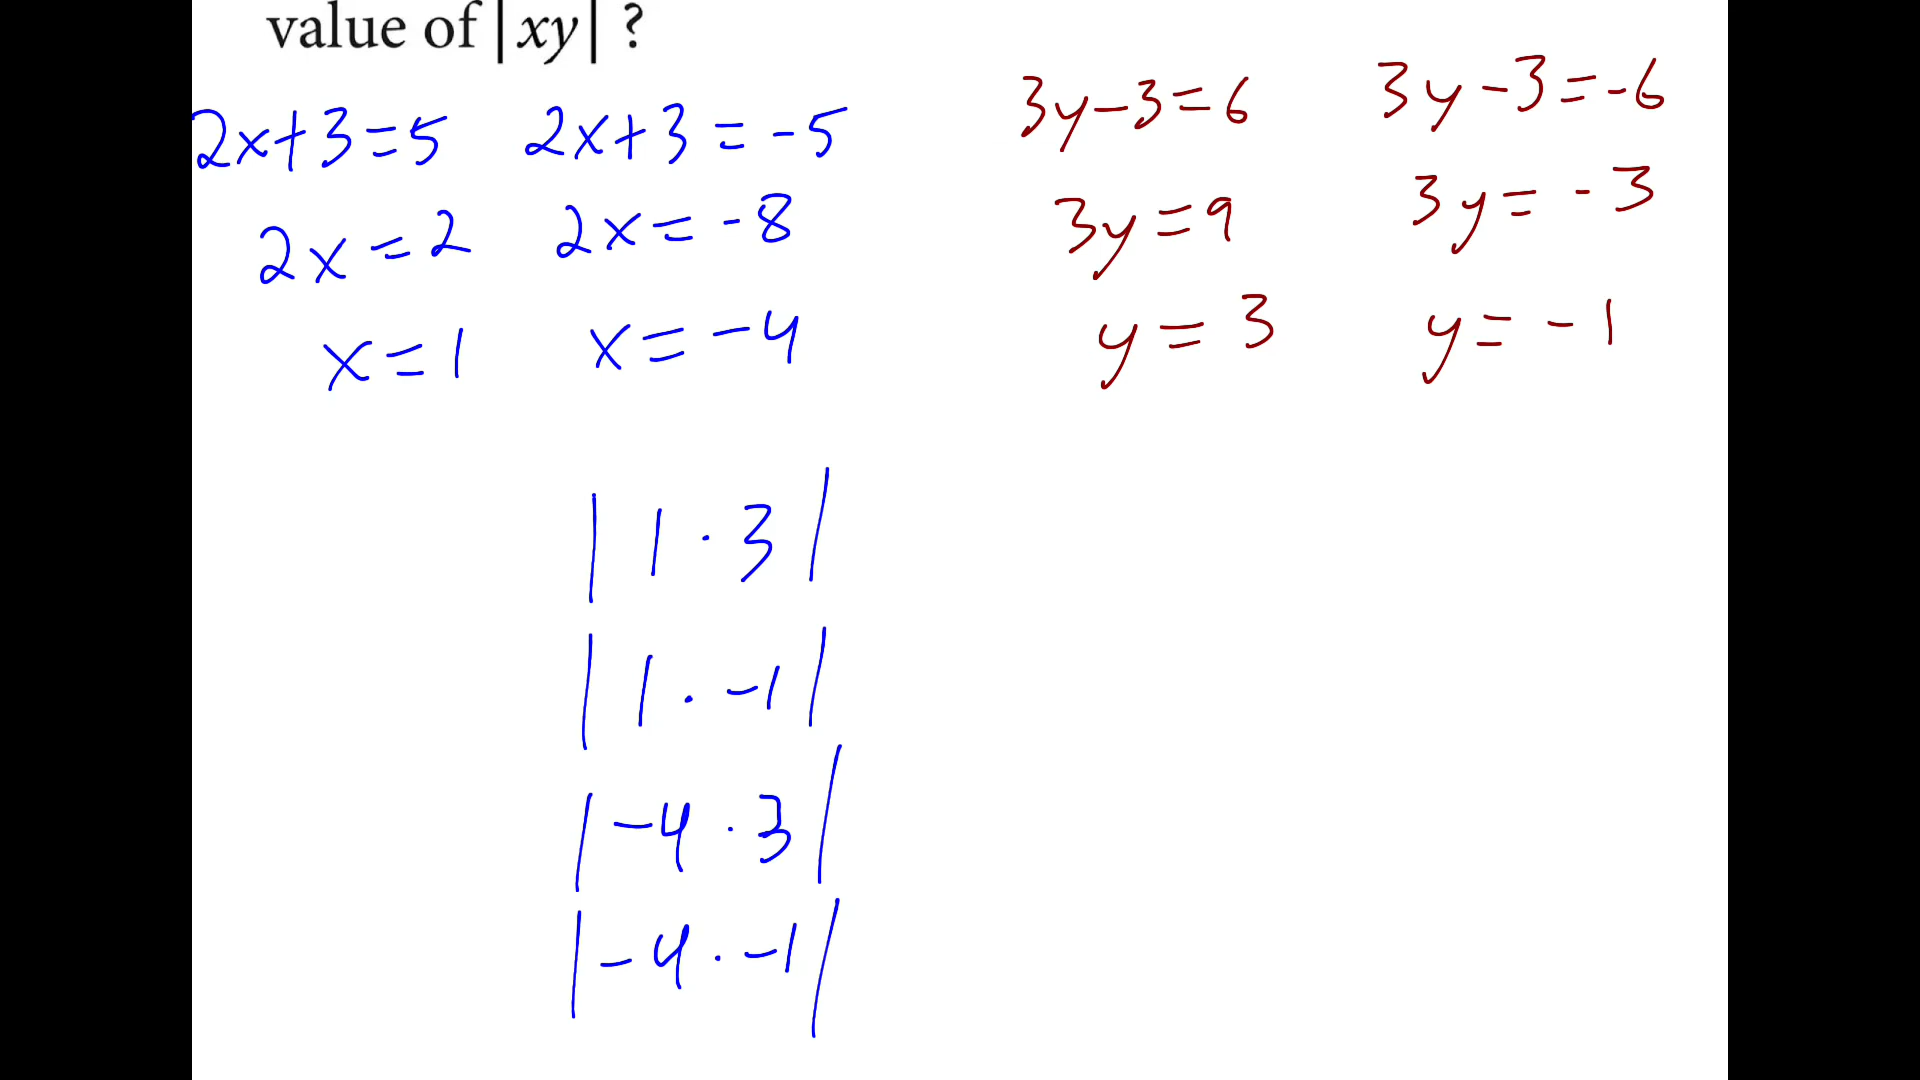 value of |xy| ?
2x+3=5 2x+3=-5 3y-3=6 3y-3=-6
2x=2 2x=-8 3y=9 3y=-3
x=1 x=-4 y=3 y=-1
|1·3|
|1·-1|
|-4·3|
|-4·-1|